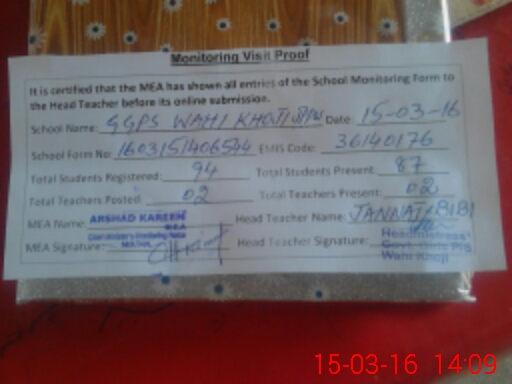 Monitoring Visit Proof
It is certified that the MEA has shown all entries of the School Monitoring Form to
the Head Teacher before its online submission.
School Name: GGPS WAHI KHOJI Date: 15-03-16
School Form No: 1603151406544 EMIS Code: 36140176
Total Students Registered: 94 Total Students Present: 87
Total Teachers Posted: 02 Total Teachers Present: 02
MEA Name: ARSHAD KAREEM Head Teacher Name: JANNAT BIBI
M.E.A
MEA Signature: Head Teacher Signature: Headmistress
Govt. Girls P/S
Wahi Khoji
15-03-16 14:09